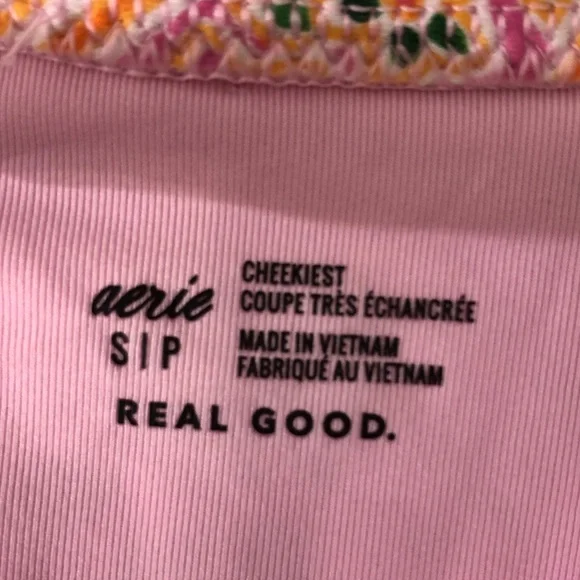 aerie
S|P
CHEEKIEST
COUPE TRÈS ÉCHANCRÉE
MADE IN VIETNAM
FABRIQUÉ AU VIETNAM
REAL GOOD.